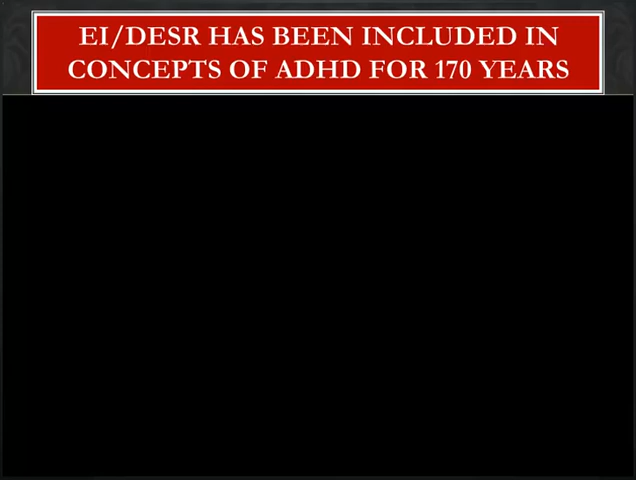 EI/DESR HAS BEEN INCLUDED IN
CONCEPTS OF ADHD FOR 170 YEARS